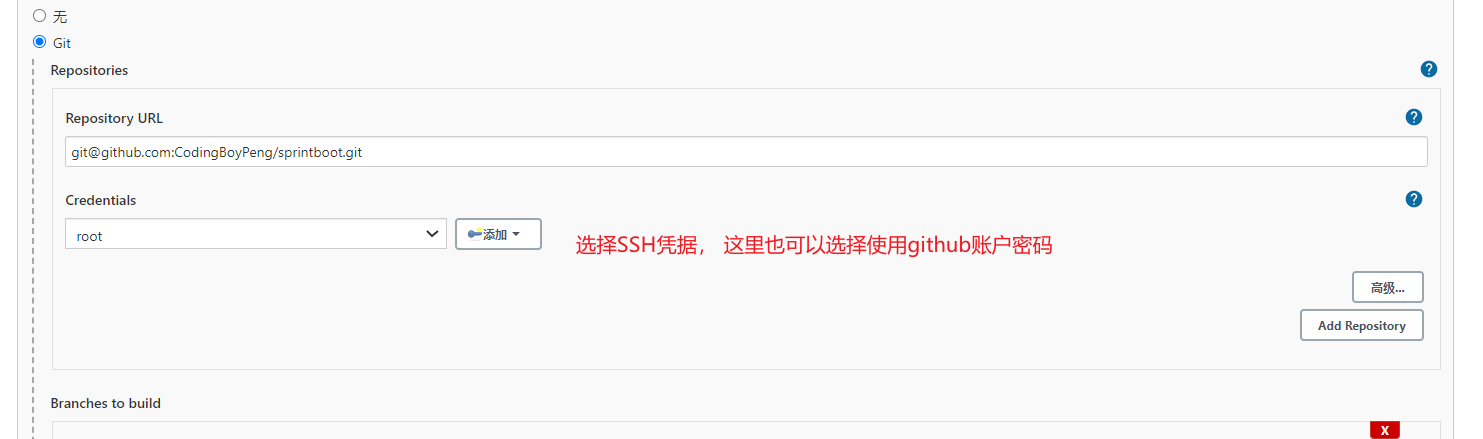 无
Git
Repositories
Repository URL
git@github.com:CodingBoyPeng/sprintboot.git
Credentials
root
添加
选择SSH凭据， 这里也可以选择使用github账户密码
高级...
Add Repository
Branches to build
X